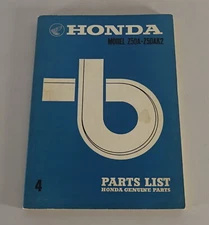 HONDA
MODEL Z50A-Z50AK2
b
4
PARTS LIST
HONDA GENUINE PARTS